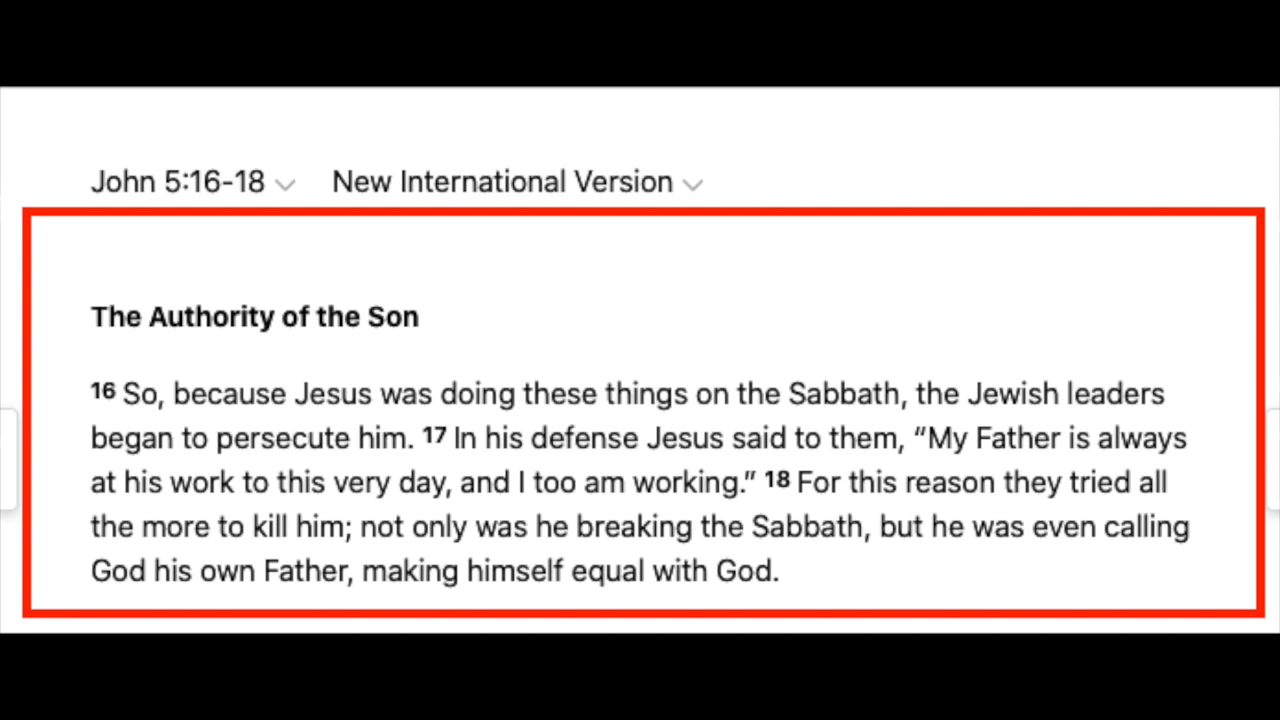 John 5:16-18 New International Version
The Authority of the Son
16 So, because Jesus was doing these things on the Sabbath, the Jewish leaders
began to persecute him. 17 In his defense Jesus said to them, “My Father is always
at his work to this very day, and I too am working.” 18 For this reason they tried all
the more to kill him; not only was he breaking the Sabbath, but he was even calling
God his own Father, making himself equal with God.